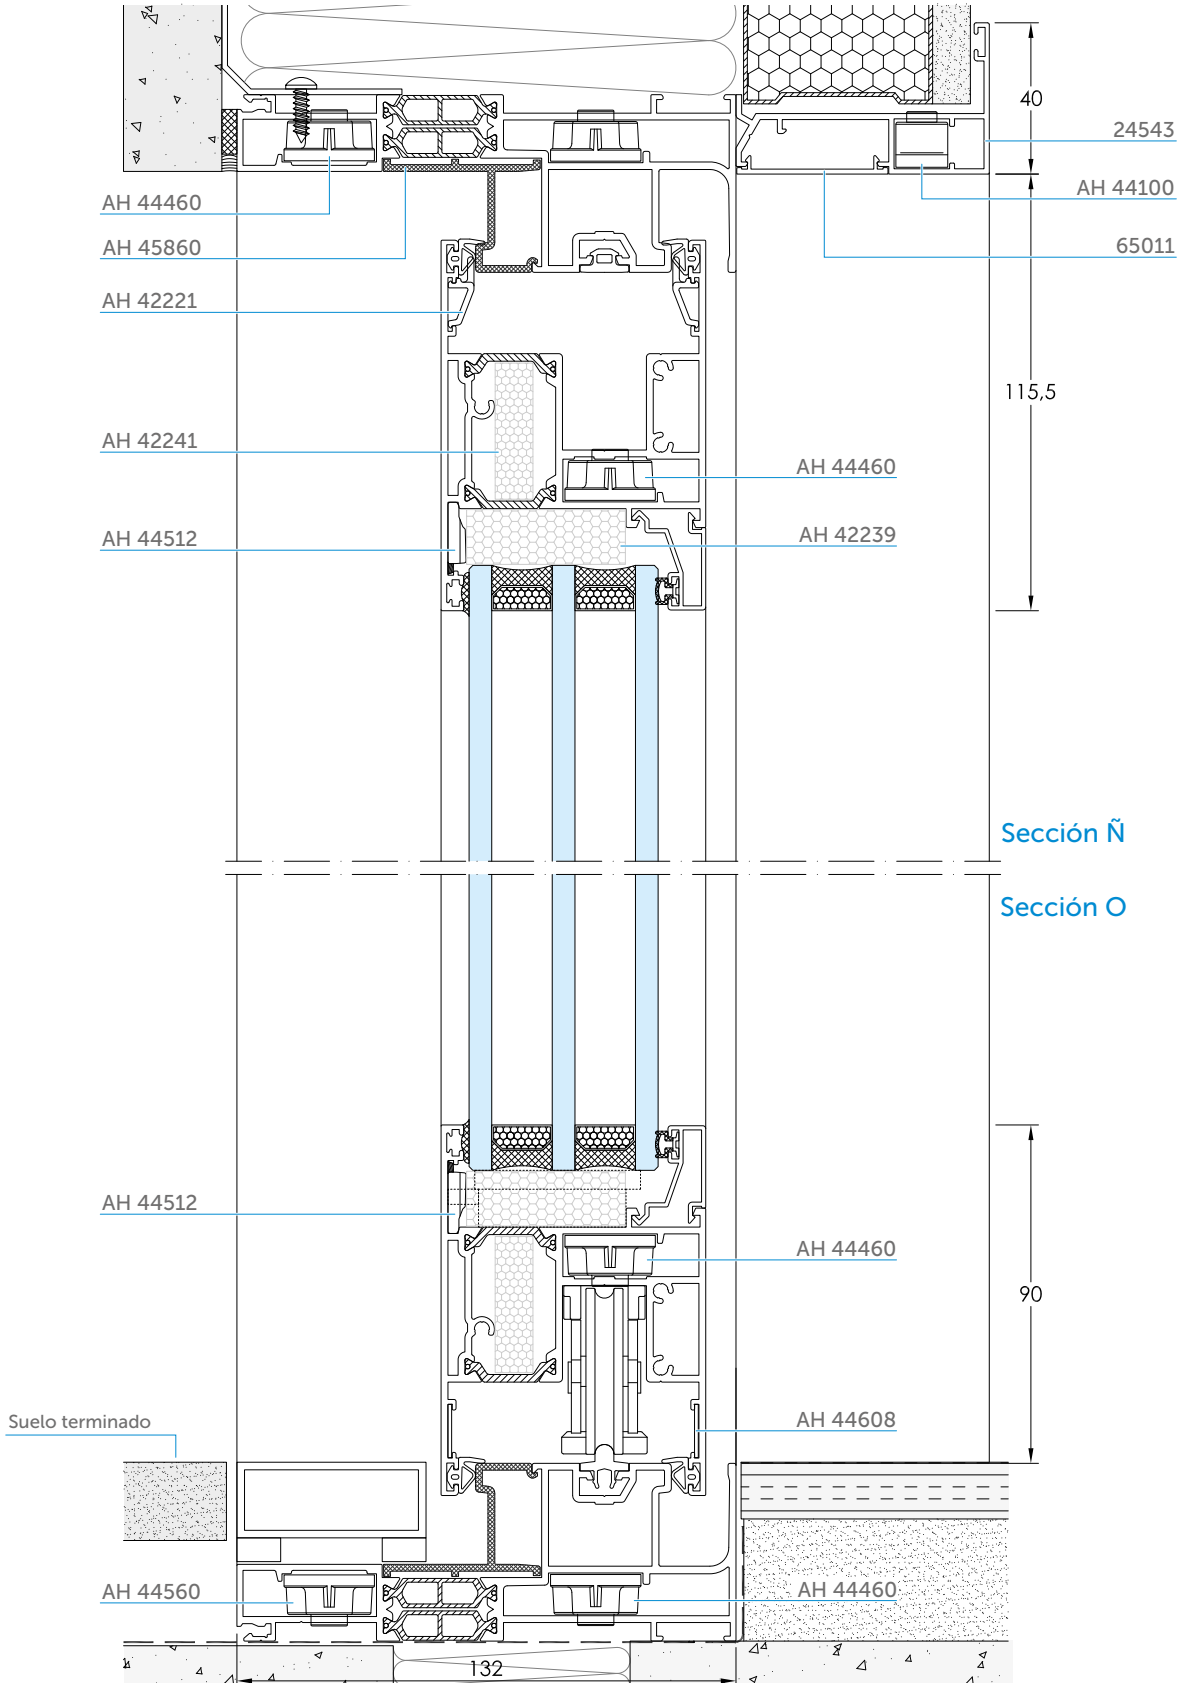 40
24543
AH 44100
AH 44460
AH 45860
65011
AH 42221
115,5
AH 42241
AH 44460
AH 44512
AH 42239
Sección Ñ
Sección O
AH 44512
AH 44460
90
Suelo terminado
AH 44608
AH 44560
AH 44460
132